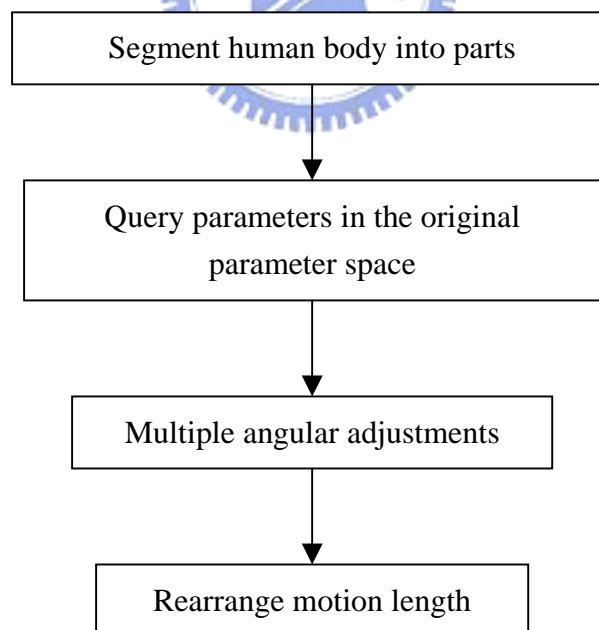 Segment human body into parts
Query parameters in the original
parameter space
Multiple angular adjustments
Rearrange motion length